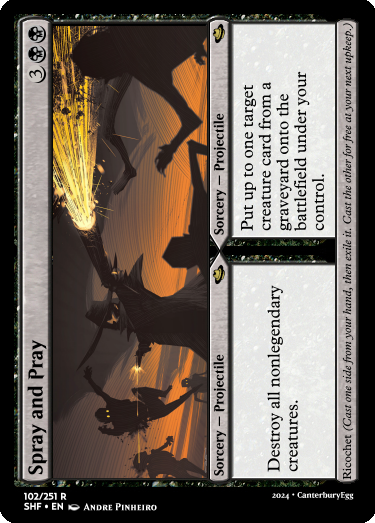 Spray and Pray
3
Sorcery — Projectile
Destroy all nonlegendary
creatures.
Sorcery — Projectile
Put up to one target
creature card from a
graveyard onto the
battlefield under your
control.
Ricochet (Cast one side from your hand, then exile it. Cast the other for free at your next upkeep.)
102/251 R
SHF • EN Andre Pinheiro
2024 • CanterburyEgg